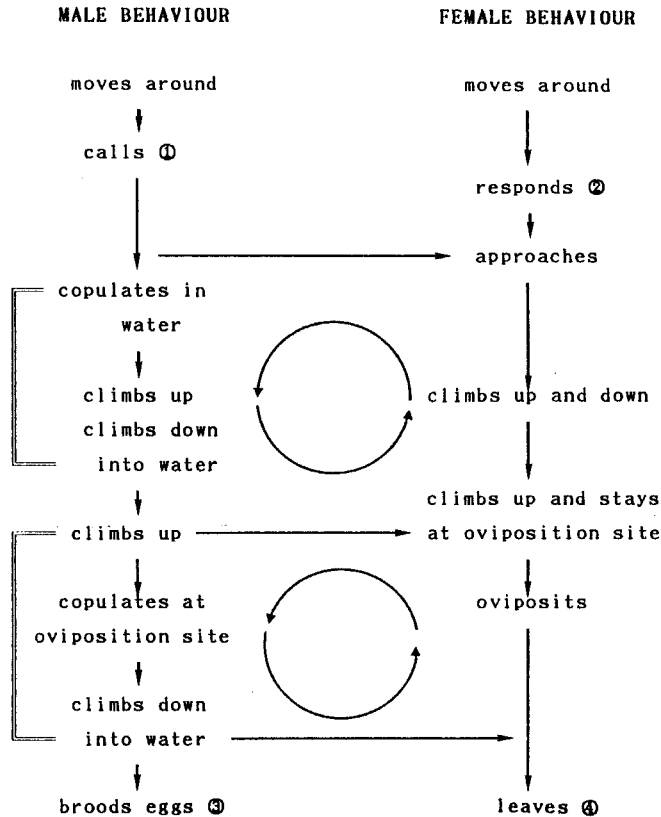 MALE BEHAVIOUR
FEMALE BEHAVIOUR
moves around
moves around
calls ①
responds ②
approaches
copulates in
water
climbs up
climbs up and down
climbs down
into water
climbs up and stays
climbs up
at oviposition site
copulates at
oviposits
oviposition site
climbs down
into water
broods eggs ③
leaves ④